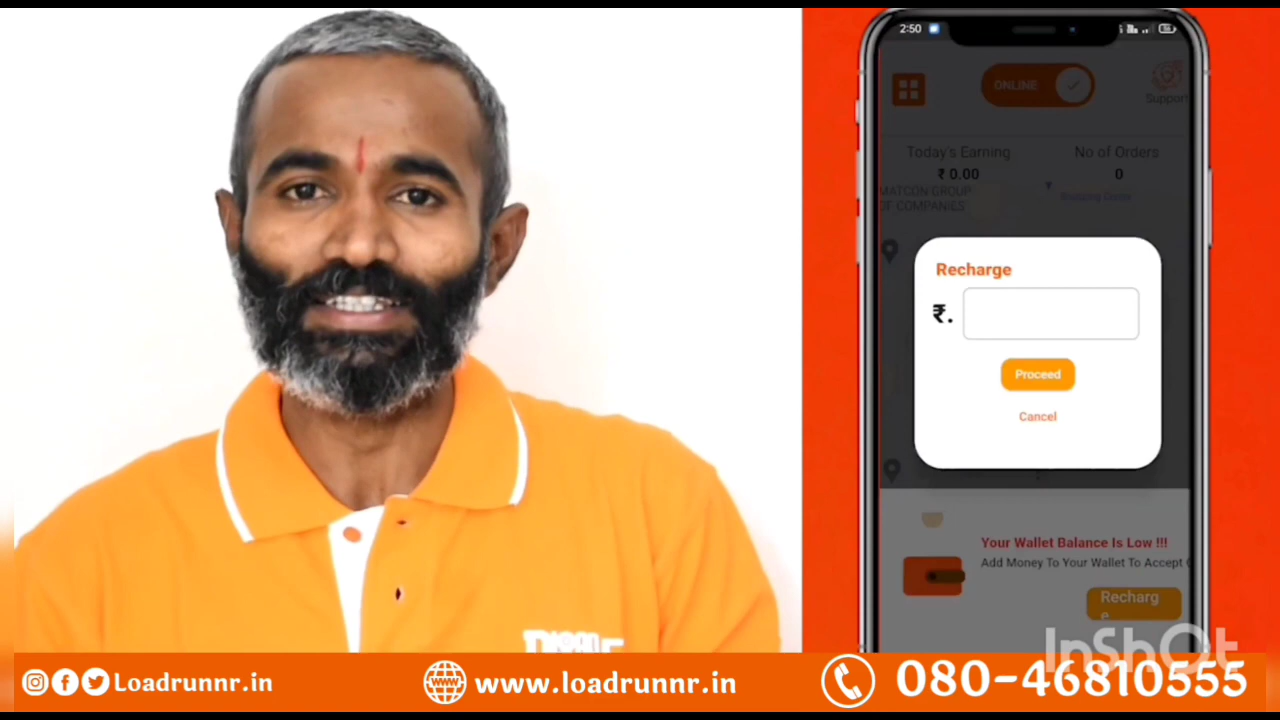 2:50
ONLINE
Support
Today's Earning
No of Orders
₹ 0.00
0
MATCON GROUP
OF COMPANIES
Recharge
₹.
Proceed
Cancel
Your Wallet Balance Is Low !!!
Add Money To Your Wallet To Accept
Recharg
e
InShOt
Loadrunnr.in
www
www.loadrunnr.in
080-46810555